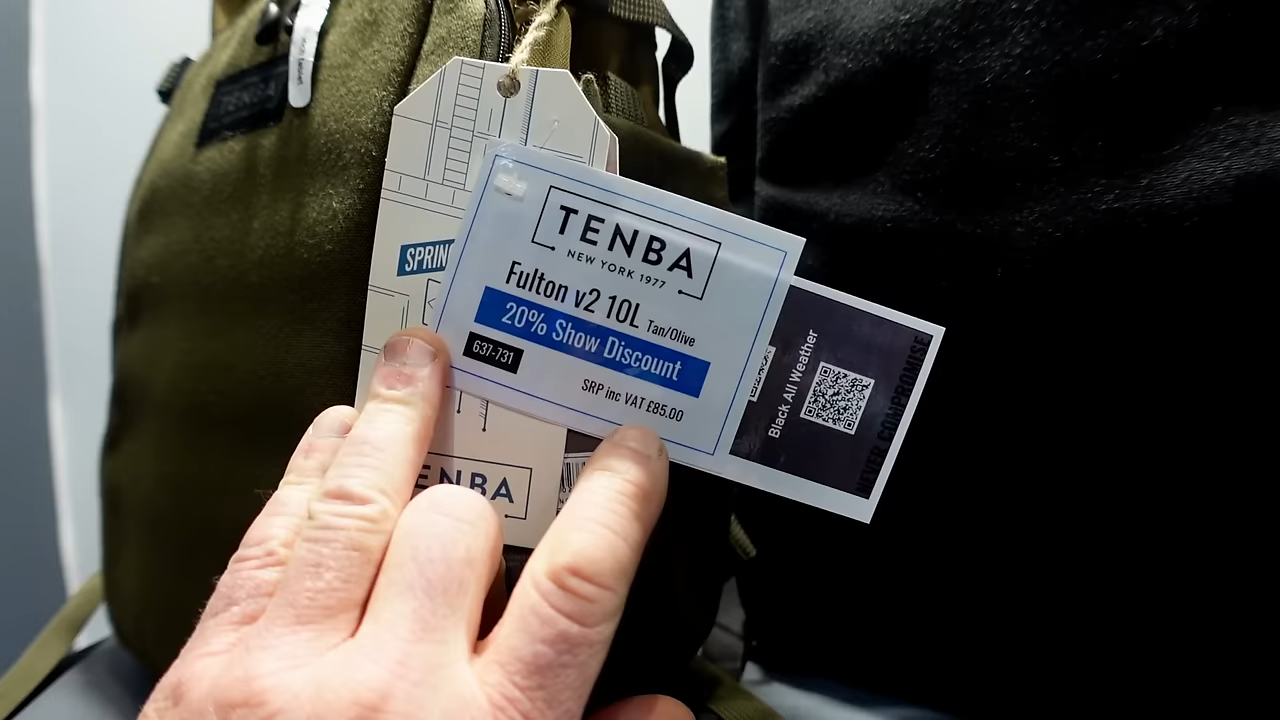 TENBA
SPRIN
TENBA
NEW YORK 1977
Fulton v2 10L Tan/Olive
20% Show Discount
637-731
SRP inc VAT £85.00
Black All Weather
NEVER COMPROMISE
ENBA